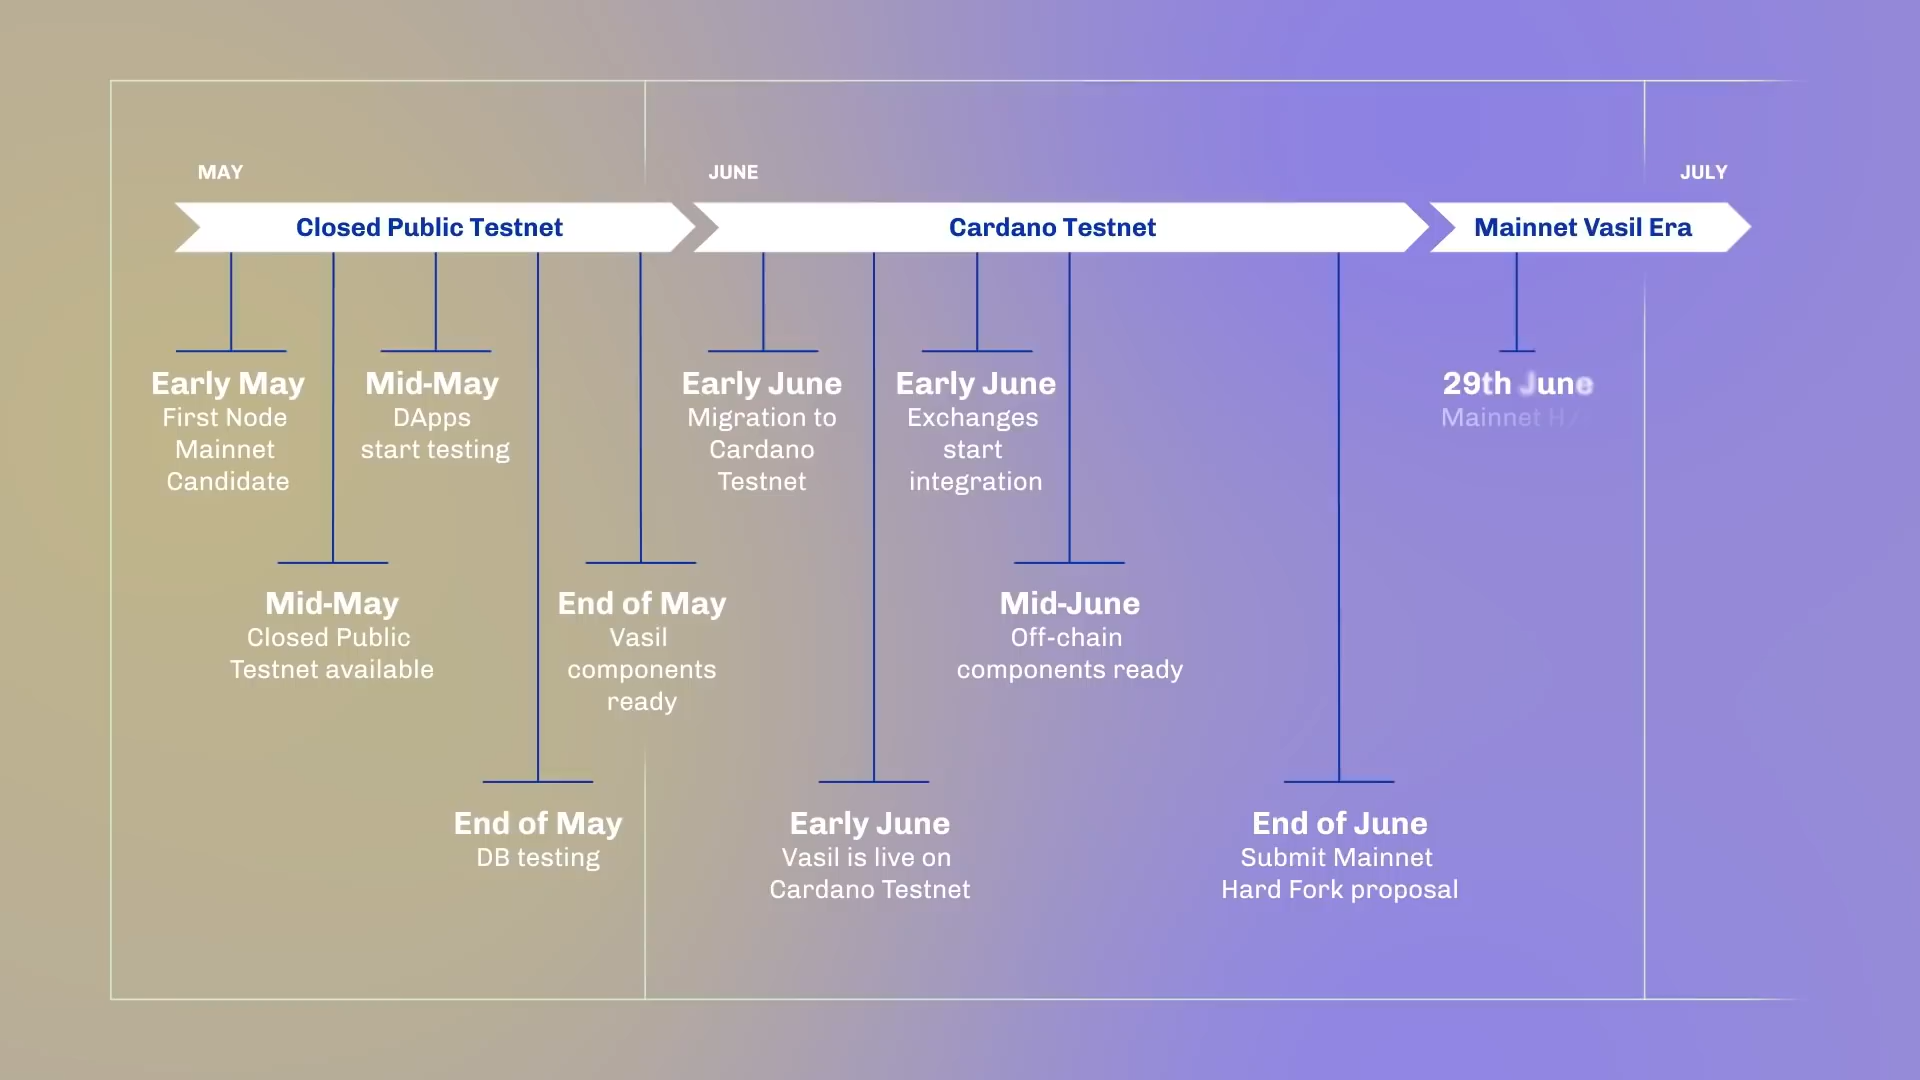 MAY
JUNE
JULY
Closed Public Testnet
Cardano Testnet
Mainnet Vasil Era
Early May
First Node
Mainnet
Candidate
Mid-May
DApps
start testing
Early June
Migration to
Cardano
Testnet
Early June
Exchanges
start
integration
29th June
Mainnet
Mid-May
Closed Public
Testnet available
End of May
Vasil
components
ready
Mid-June
Off-chain
components ready
End of May
DB testing
Early June
Vasil is live on
Cardano Testnet
End of June
Submit Mainnet
Hard Fork proposal